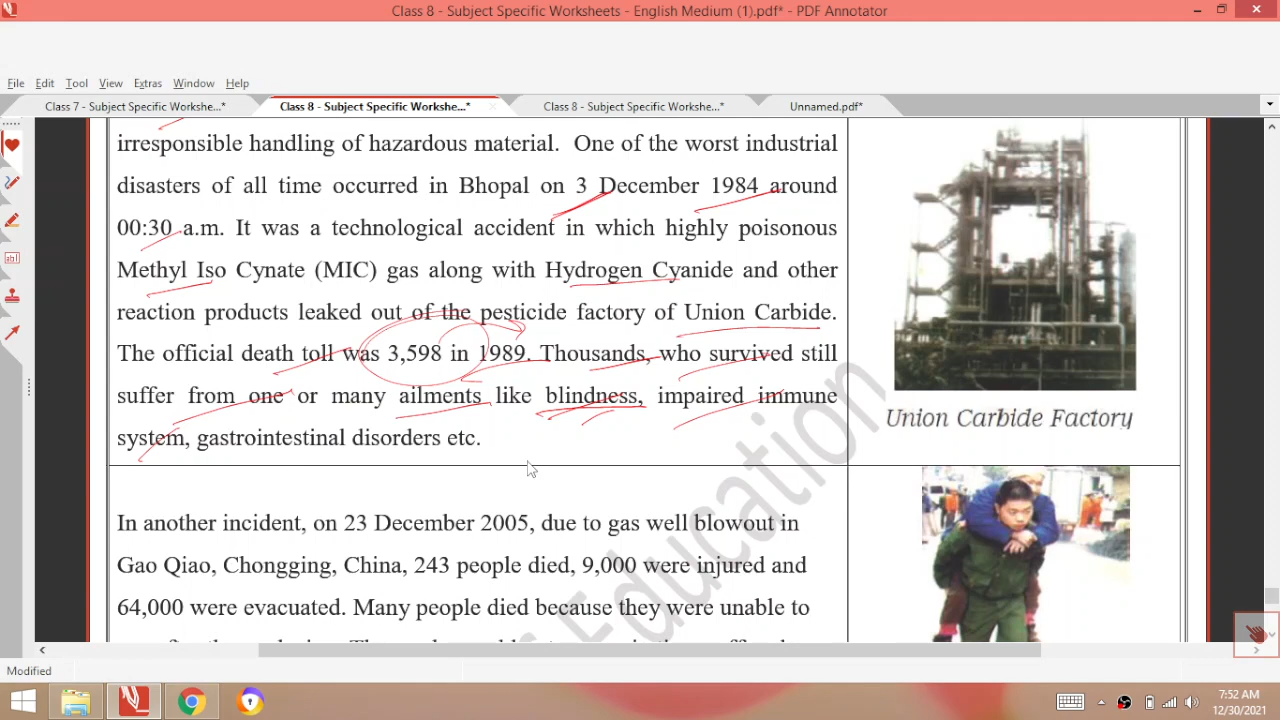 Class 8 - Subject Specific Worksheets - English Medium (1).pdf* - PDF Annotator
File Edit Tool View Extras Window Help
Class 7 - Subject Specific Workshe...* Class 8 - Subject Specific Workshe...* Class 8 - Subject Specific Workshe...* Unnamed.pdf*
irresponsible handling of hazardous material. One of the worst industrial
disasters of all time occurred in Bhopal on 3 December 1984 around
00:30 a.m. It was a technological accident in which highly poisonous
Methyl Iso Cynate (MIC) gas along with Hydrogen Cyanide and other
reaction products leaked out of the pesticide factory of Union Carbide.
The official death toll was 3,598 in 1989. Thousands, who survived still
suffer from one or many ailments like blindness, impaired immune
system, gastrointestinal disorders etc.
Union Carbide Factory
In another incident, on 23 December 2005, due to gas well blowout in
Gao Qiao, Chongging, China, 243 people died, 9,000 were injured and
64,000 were evacuated. Many people died because they were unable to
Education
Modified
7:52 AM
12/30/2021